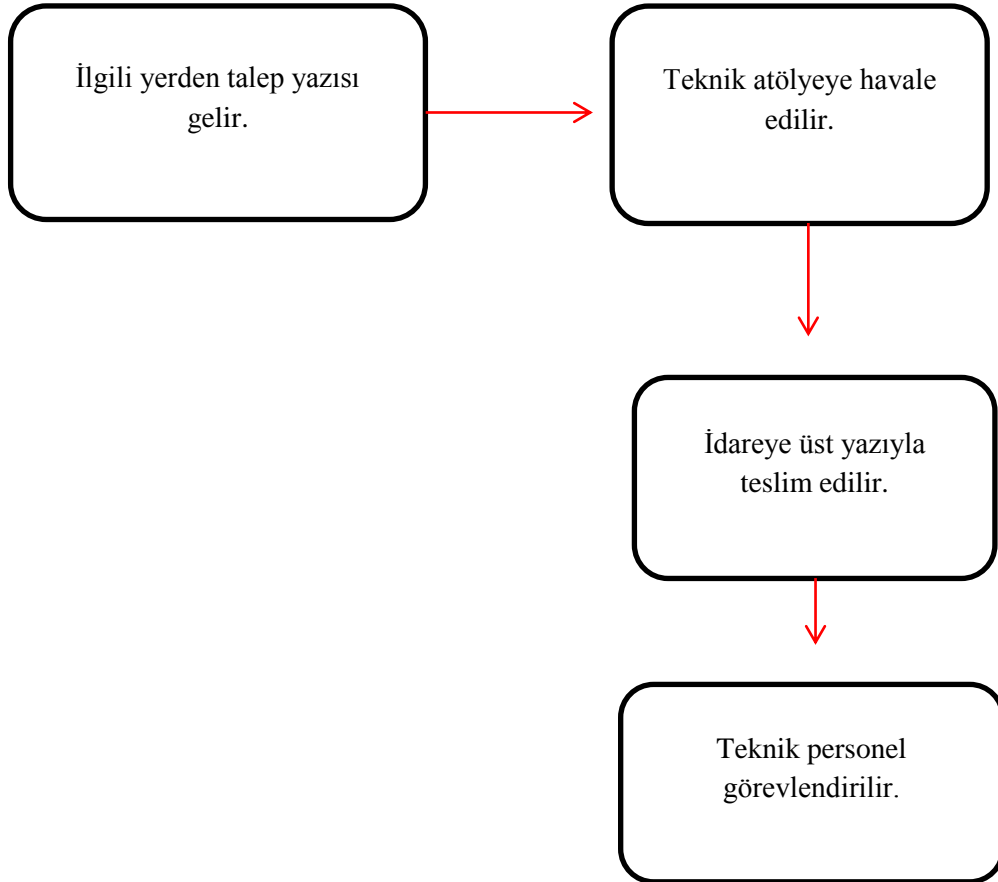 İlgili yerden talep yazısı
gelir.
Teknik atölyeye havale
edilir.
İdareye üst yazıyla
teslim edilir.
Teknik personel
görevlendirilir.